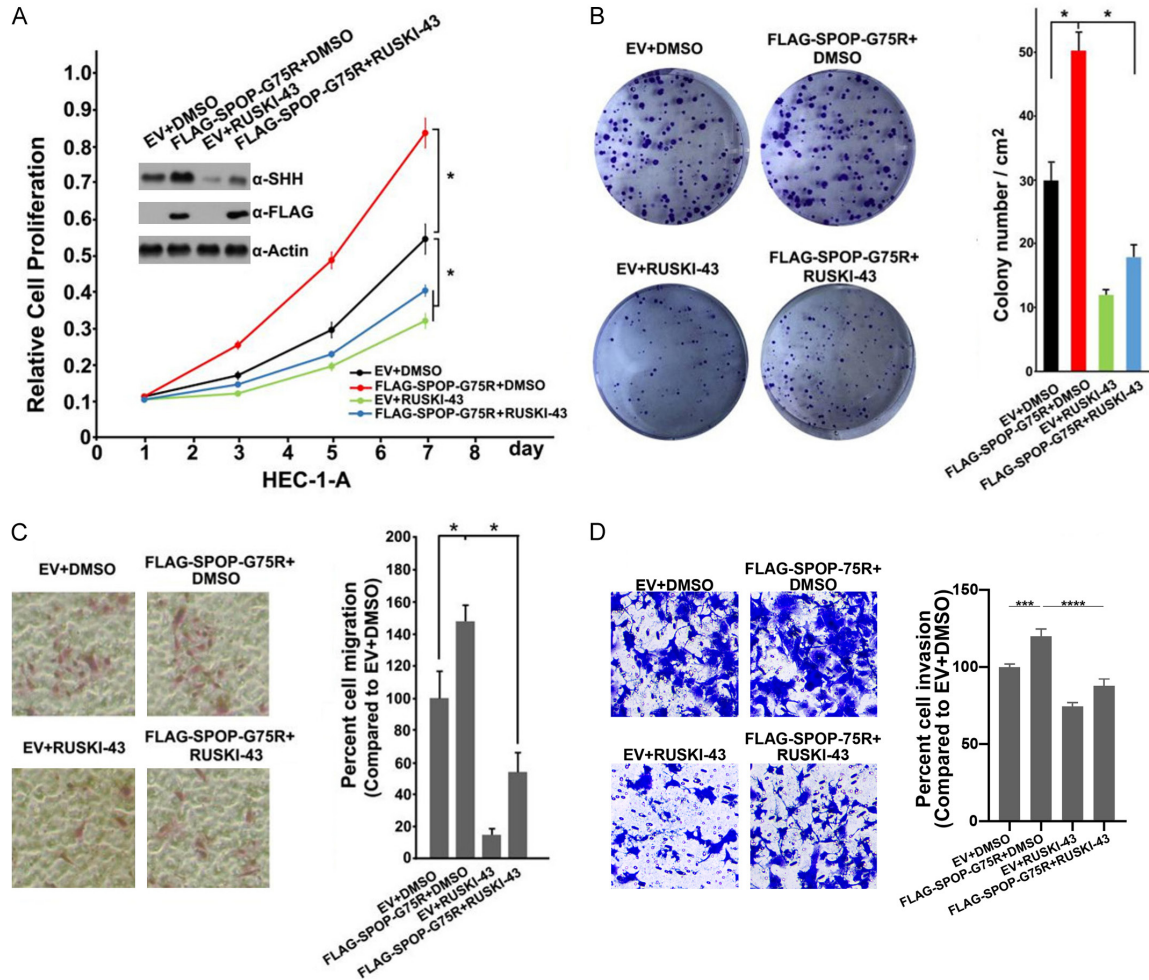 A
EV+DMSO
FLAG-SPOP-G75R+DMSO
EV+RUSKI-43
FLAG-SPOP-G75R+RUSKI-43
α-SHH
α-FLAG
α-Actin
Relative Cell Proliferation
1.0
0.9
0.8
0.7
0.6
0.5
0.4
0.3
0.2
0.1
0
*
*
EV+DMSO
FLAG-SPOP-G75R+DMSO
EV+RUSKI-43
FLAG-SPOP-G75R+RUSKI-43
0 1 2 3 4 5 6 7 8 day
HEC-1-A
B
EV+DMSO
FLAG-SPOP-G75R+
DMSO
EV+RUSKI-43
FLAG-SPOP-G75R+
RUSKI-43
Colony number / cm²
50
30
20
10
0
* *
EV+DMSO
FLAG-SPOP-G75R+DMSO
EV+RUSKI-43
FLAG-SPOP-G75R+RUSKI-43
C
EV+DMSO
FLAG-SPOP-G75R+
DMSO
EV+RUSKI-43
FLAG-SPOP-G75R+
RUSKI-43
Percent cell migration
(Compared to EV+DMSO)
200
180
160
140
120
100
80
60
40
20
0
* *
EV+DMSO
FLAG-SPOP-G75R+DMSO
EV+RUSKI-43
FLAG-SPOP-G75R+RUSKI-43
D
EV+DMSO
FLAG-SPOP-75R+
DMSO
EV+RUSKI-43
FLAG-SPOP-75R+
RUSKI-43
Percent cell invasion
(Compared to EV+DMSO)
150
100
50
0
*** ****
EV+DMSO
FLAG-SPOP-G75R+DMSO
EV+RUSKI-43
FLAG-SPOP-G75R+RUSKI-43